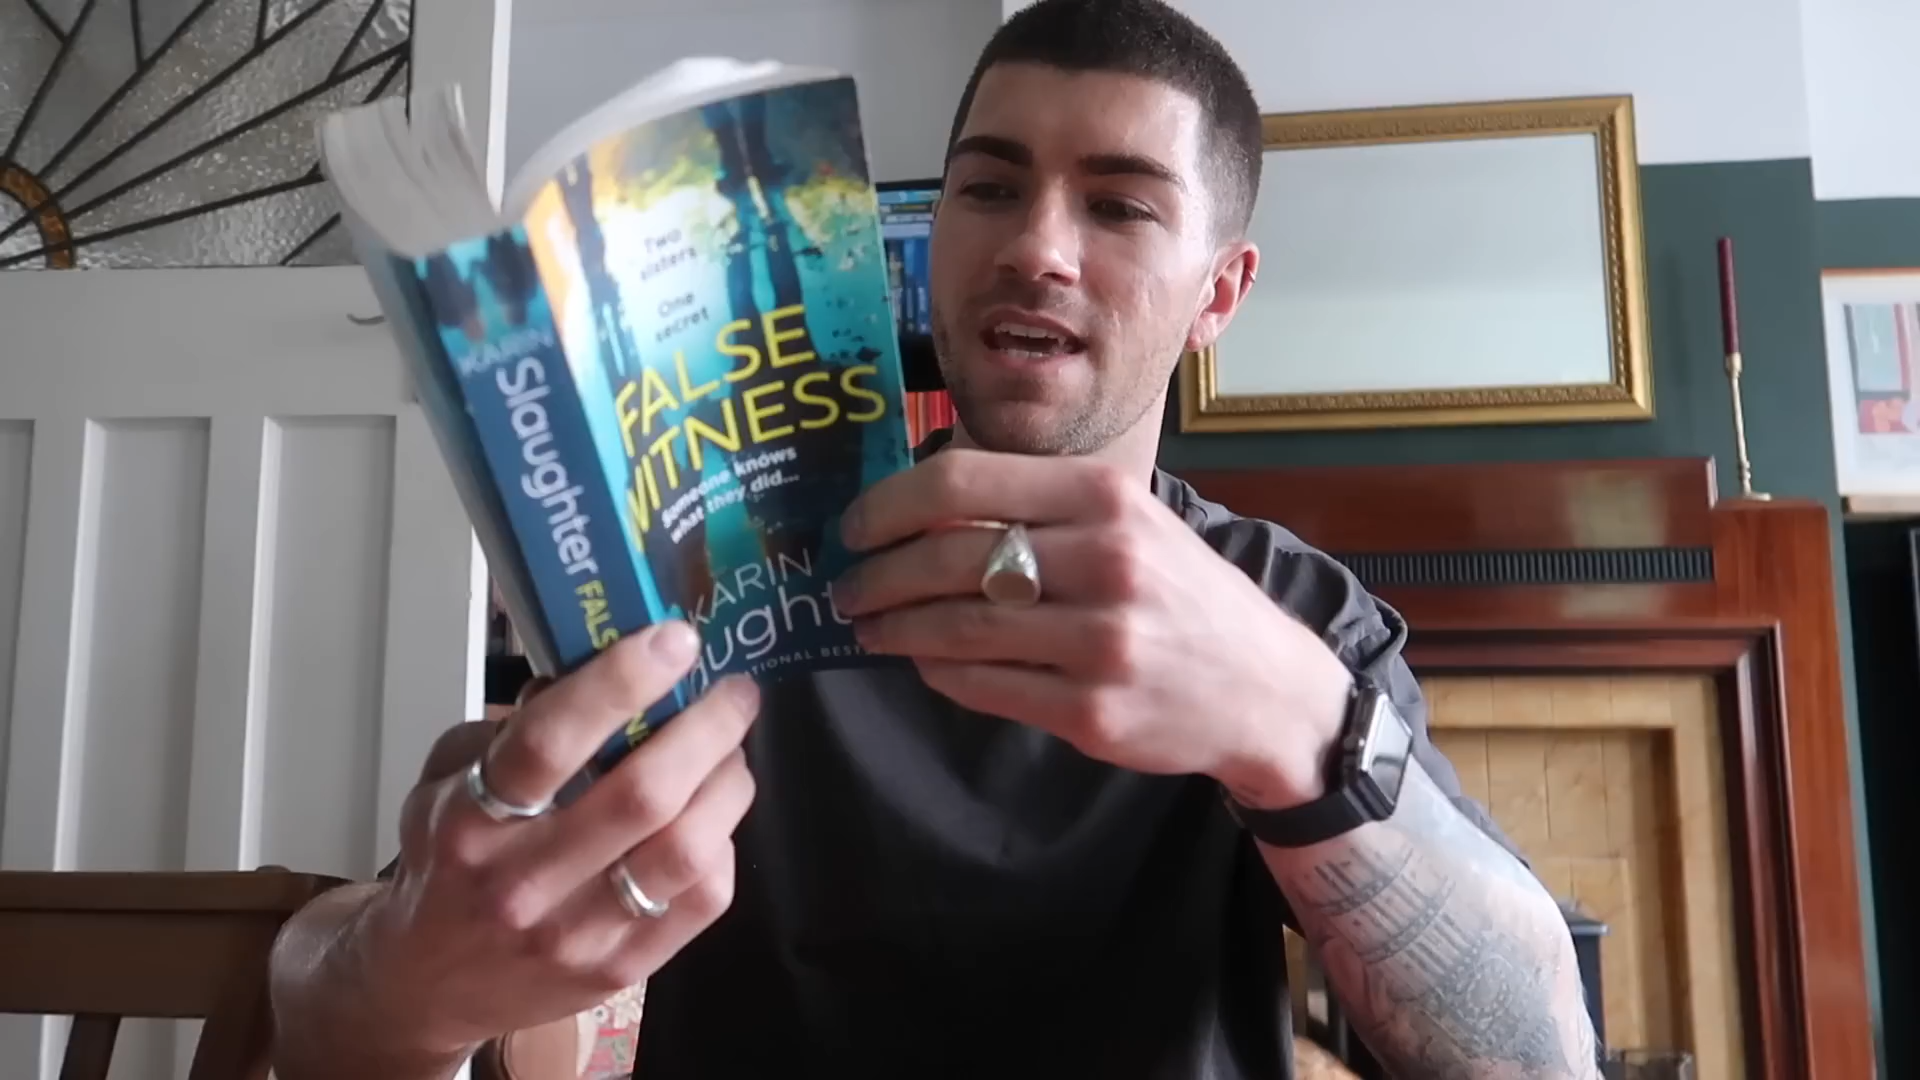 Two
sisters
One
secret
FALSE
WITNESS
Someone knows
what they did...
KARIN
KARIN
Slaughter